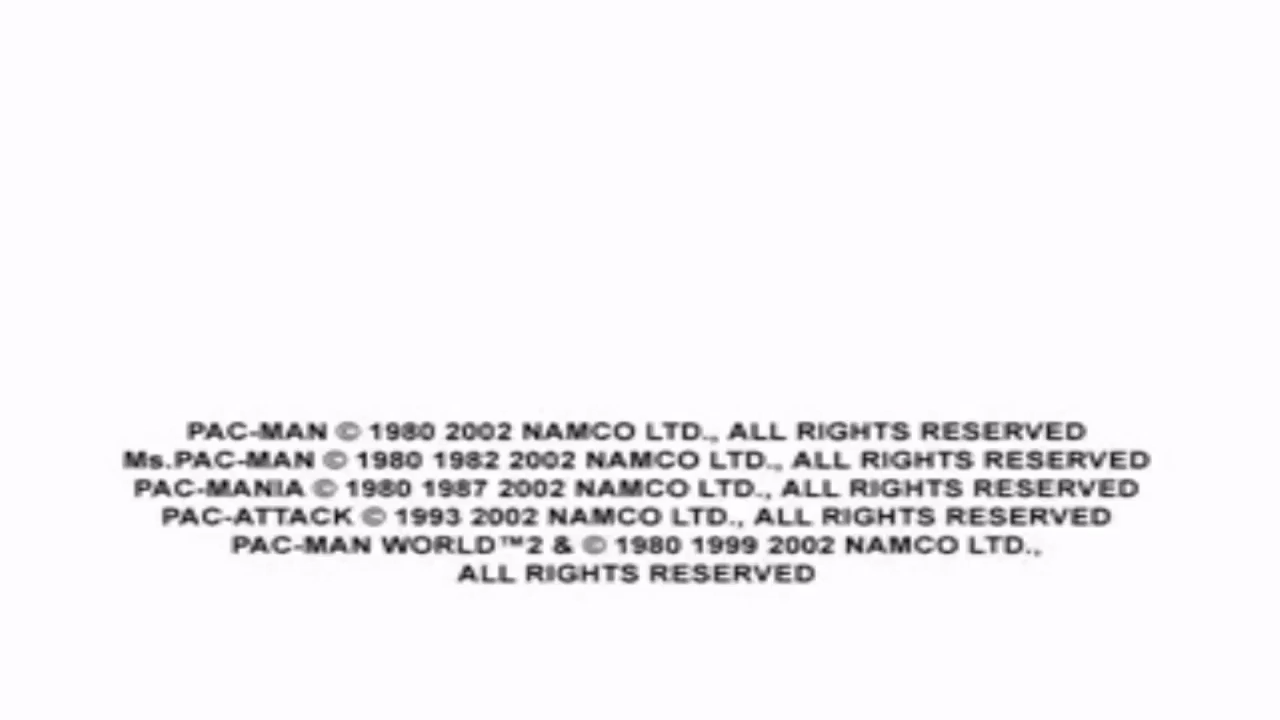 PAC-MAN © 1980 2002 NAMCO LTD., ALL RIGHTS RESERVED
Ms.PAC-MAN © 1980 1982 2002 NAMCO LTD., ALL RIGHTS RESERVED
PAC-MANIA © 1980 1987 2002 NAMCO LTD., ALL RIGHTS RESERVED
PAC-ATTACK © 1993 2002 NAMCO LTD., ALL RIGHTS RESERVED
PAC-MAN WORLD™2 & © 1980 1999 2002 NAMCO LTD.,
ALL RIGHTS RESERVED